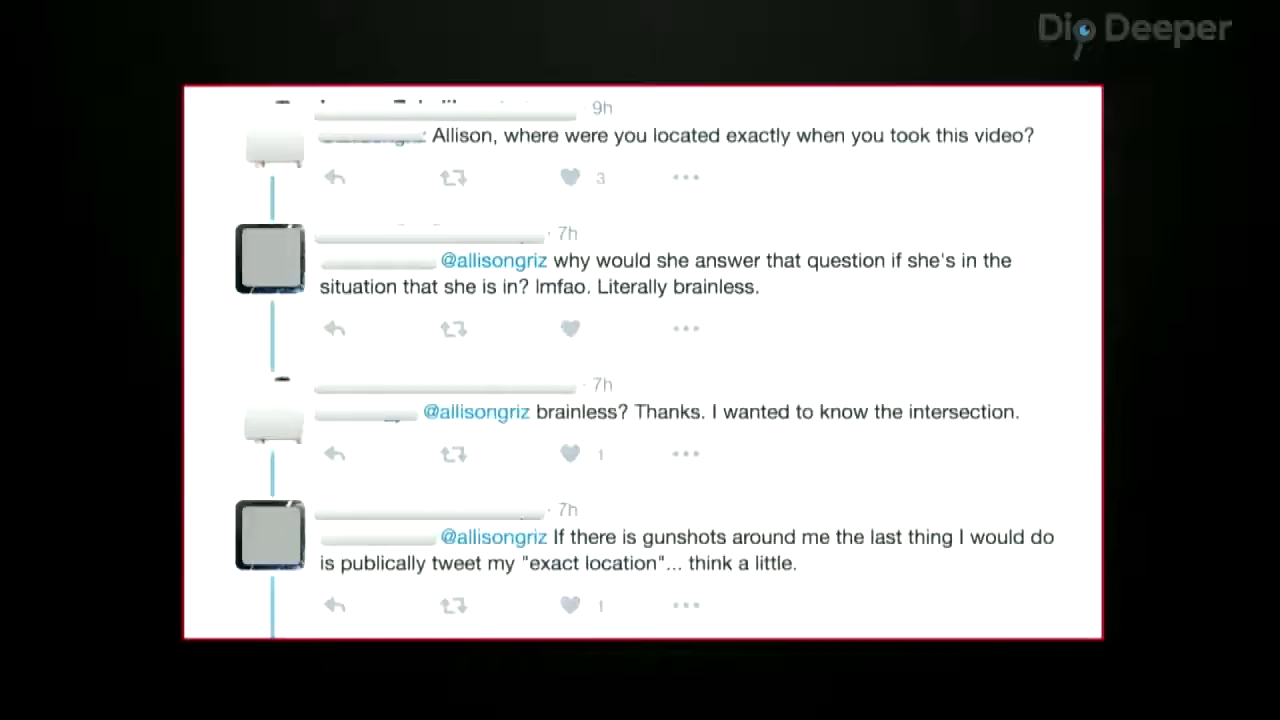 Dig Deeper
9h
: Allison, where were you located exactly when you took this video?
3
· 7h
@allisongriz why would she answer that question if she's in the
situation that she is in? lmfao. Literally brainless.
· 7h
@allisongriz brainless? Thanks. I wanted to know the intersection.
1
· 7h
@allisongriz If there is gunshots around me the last thing I would do
is publically tweet my "exact location"... think a little.
1